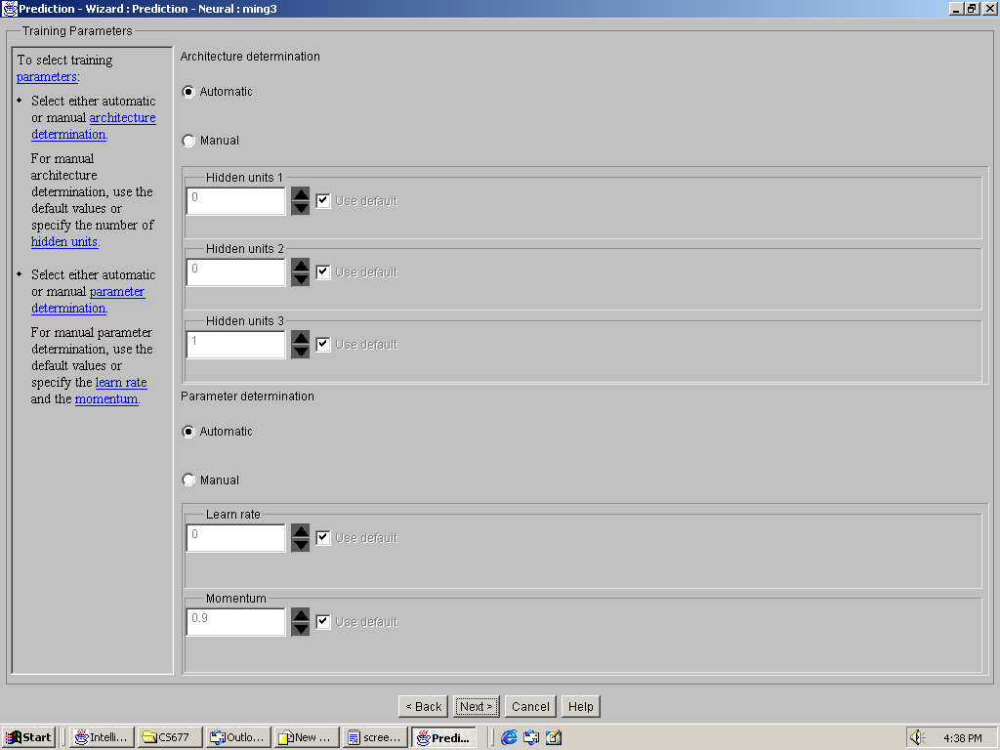 Prediction - Wizard : Prediction - Neural : ming3
Training Parameters
To select training
parameters:
• Select either automatic
or manual architecture
determination.
For manual
architecture
determination, use the
default values or
specify the number of
hidden units.
• Select either automatic
or manual parameter
determination.
For manual parameter
determination, use the
default values or
specify the learn rate
and the momentum.
Architecture determination
Automatic
Manual
Hidden units 1
0 Use default
Hidden units 2
0 Use default
Hidden units 3
1 Use default
Parameter determination
Automatic
Manual
Learn rate
0 Use default
Momentum
0.9 Use default
< Back Next > Cancel Help
Start Intelli... CS677 Outlo... New ... scree... Predi... 4:38 PM